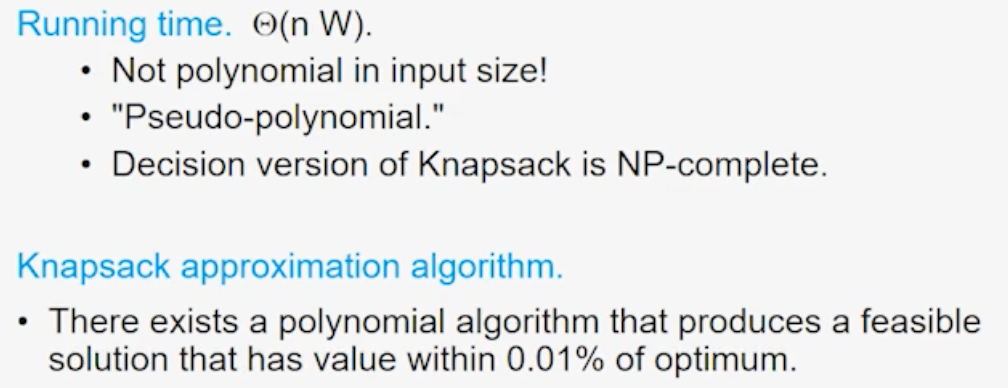 Running time. Θ(n W).
• Not polynomial in input size!
• "Pseudo-polynomial."
• Decision version of Knapsack is NP-complete.
Knapsack approximation algorithm.
• There exists a polynomial algorithm that produces a feasible
solution that has value within 0.01% of optimum.